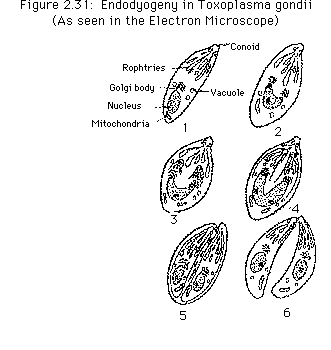 Figure 2.31: Endodyogeny in Toxoplasma gondii
(As seen in the Electron Microscope)
Conoid
Rophtries
Golgi body
Vacuole
Nucleus
Mitochondria
1
2
3
4
5
6